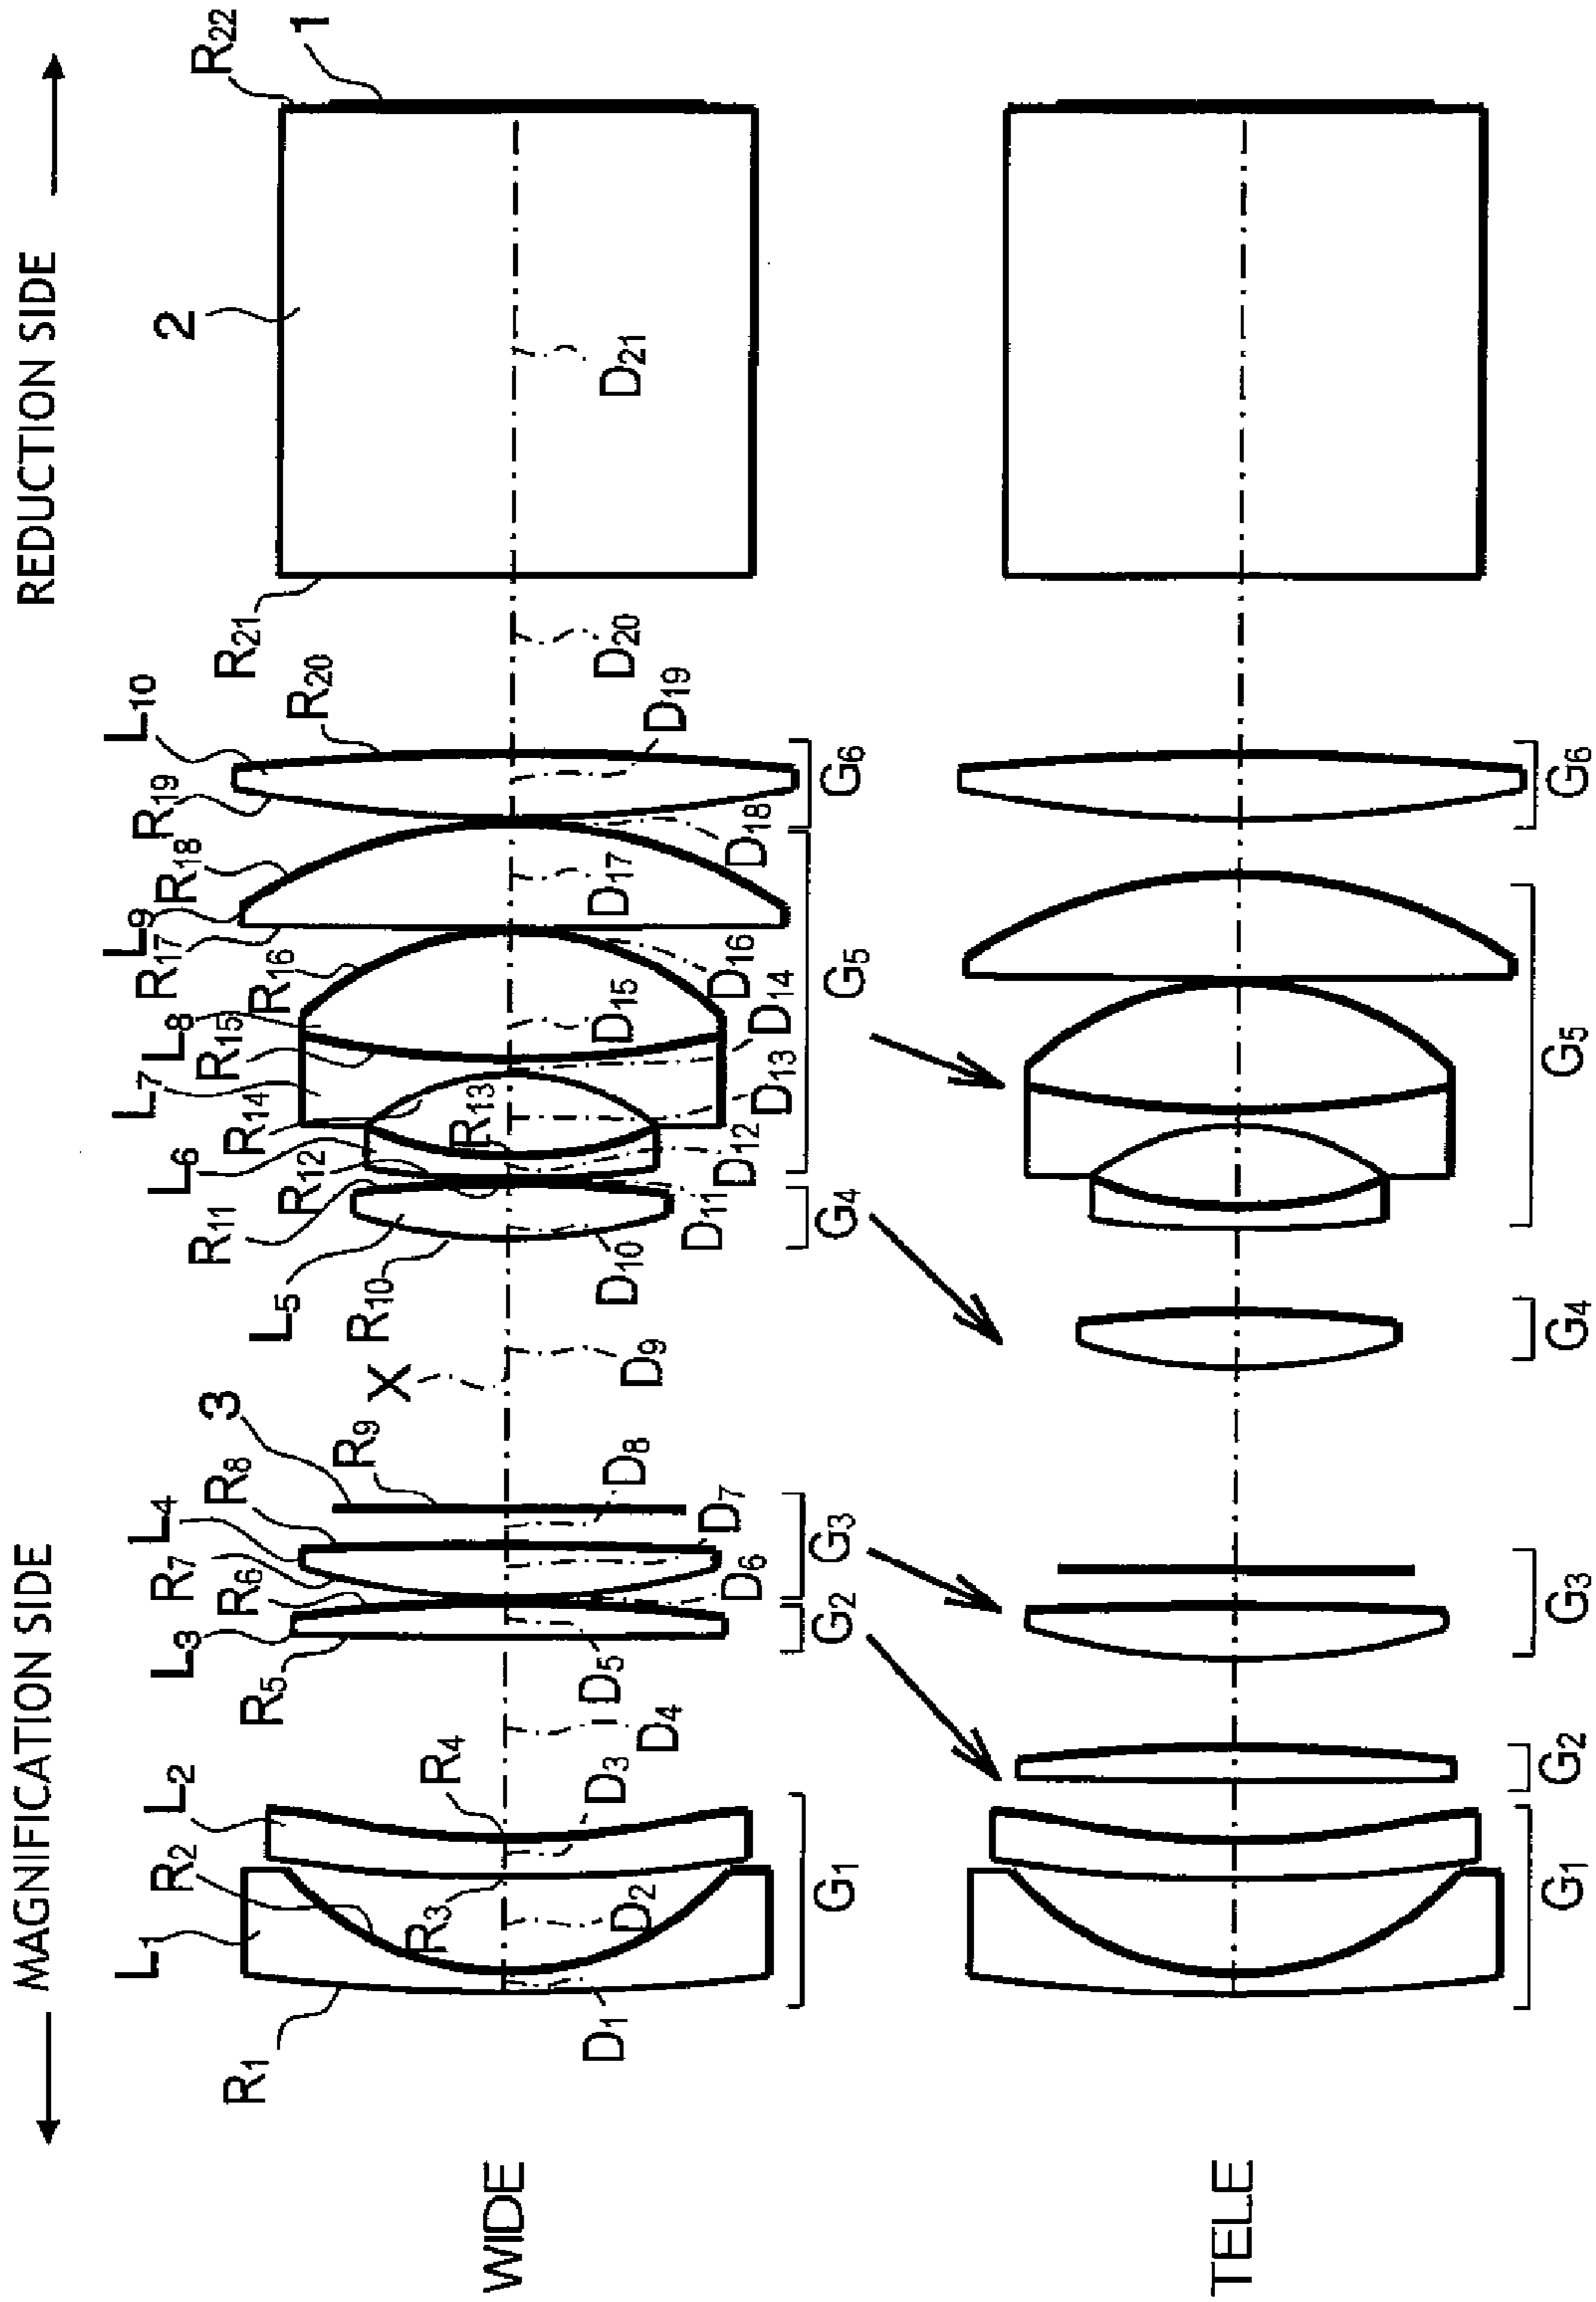 ← MAGNIFICATION SIDE
REDUCTION SIDE →
WIDE
L1
L2
L3
L4
L5
L6
L7
L8
L9
L10
R1
R2
R3
R4
R5
R6
R7
R8
R9
R10
R11
R12
R13
R14
R15
R16
R17
R18
R19
R20
R21
R22
3
X
2
1
D1
D2
D3
D4
D5
D6
D7
D8
D9
D10
D11
D12
D13
D14
D15
D16
D17
D18
D19
D20
D21
G1
G2
G3
G4
G5
G6
TELE
G1
G2
G3
G4
G5
G6